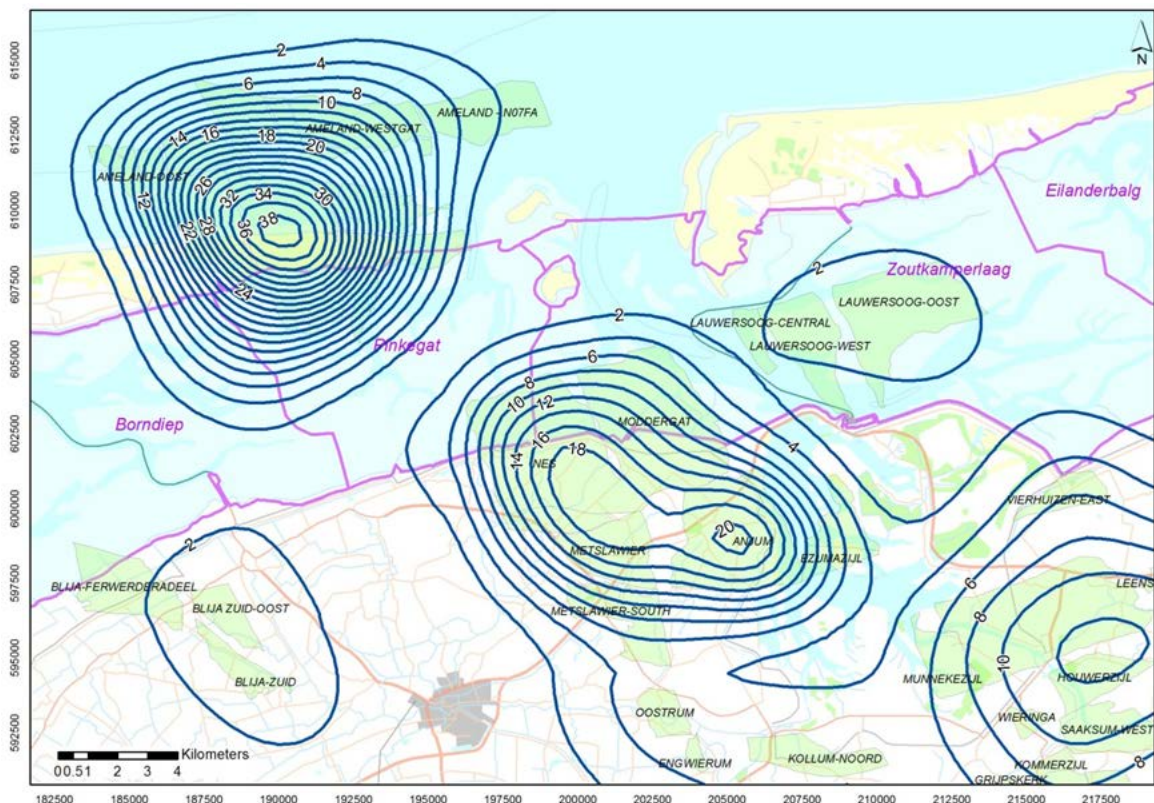 615000
612500
610000
607500
605000
602500
600000
597500
595000
592500
2
4
6
8
10
14
16
18
20
12
26
32
34
30
22
28
36
38
24
AMELAND - N07FA
AMELAND-WESTGAT
AMELAND-OOST
N
Eilanderbalg
Zoutkamperlaag
2
LAUWERSOOG-OOST
LAUWERSOOG-CENTRAL
LAUWERSOOG-WEST
Pinkegat
Borndiep
2
6
8
10
12
14
16
18
4
20
MODDERGAT
NES
METSLAWIER
ANJUM
EZUMAZIJL
METSLAWIER-SOUTH
VIERHUIZEN-EAST
6
8
10
LEENS
2
BLIJA-FERWERDERADEEL
BLIJA ZUID-OOST
BLIJA-ZUID
MUNNEKEZIJL
HOUWERZIJL
WIERINGA
SAAKSUM-WEST
OOSTRUM
ENGWIERUM
KOLLUM-NOORD
KOMMERZIJL
GRIJPSKERK
8
Kilometers
0 0.5 1 2 3 4
182500 185000 187500 190000 192500 195000 197500 200000 202500 205000 207500 210000 212500 215000 217500